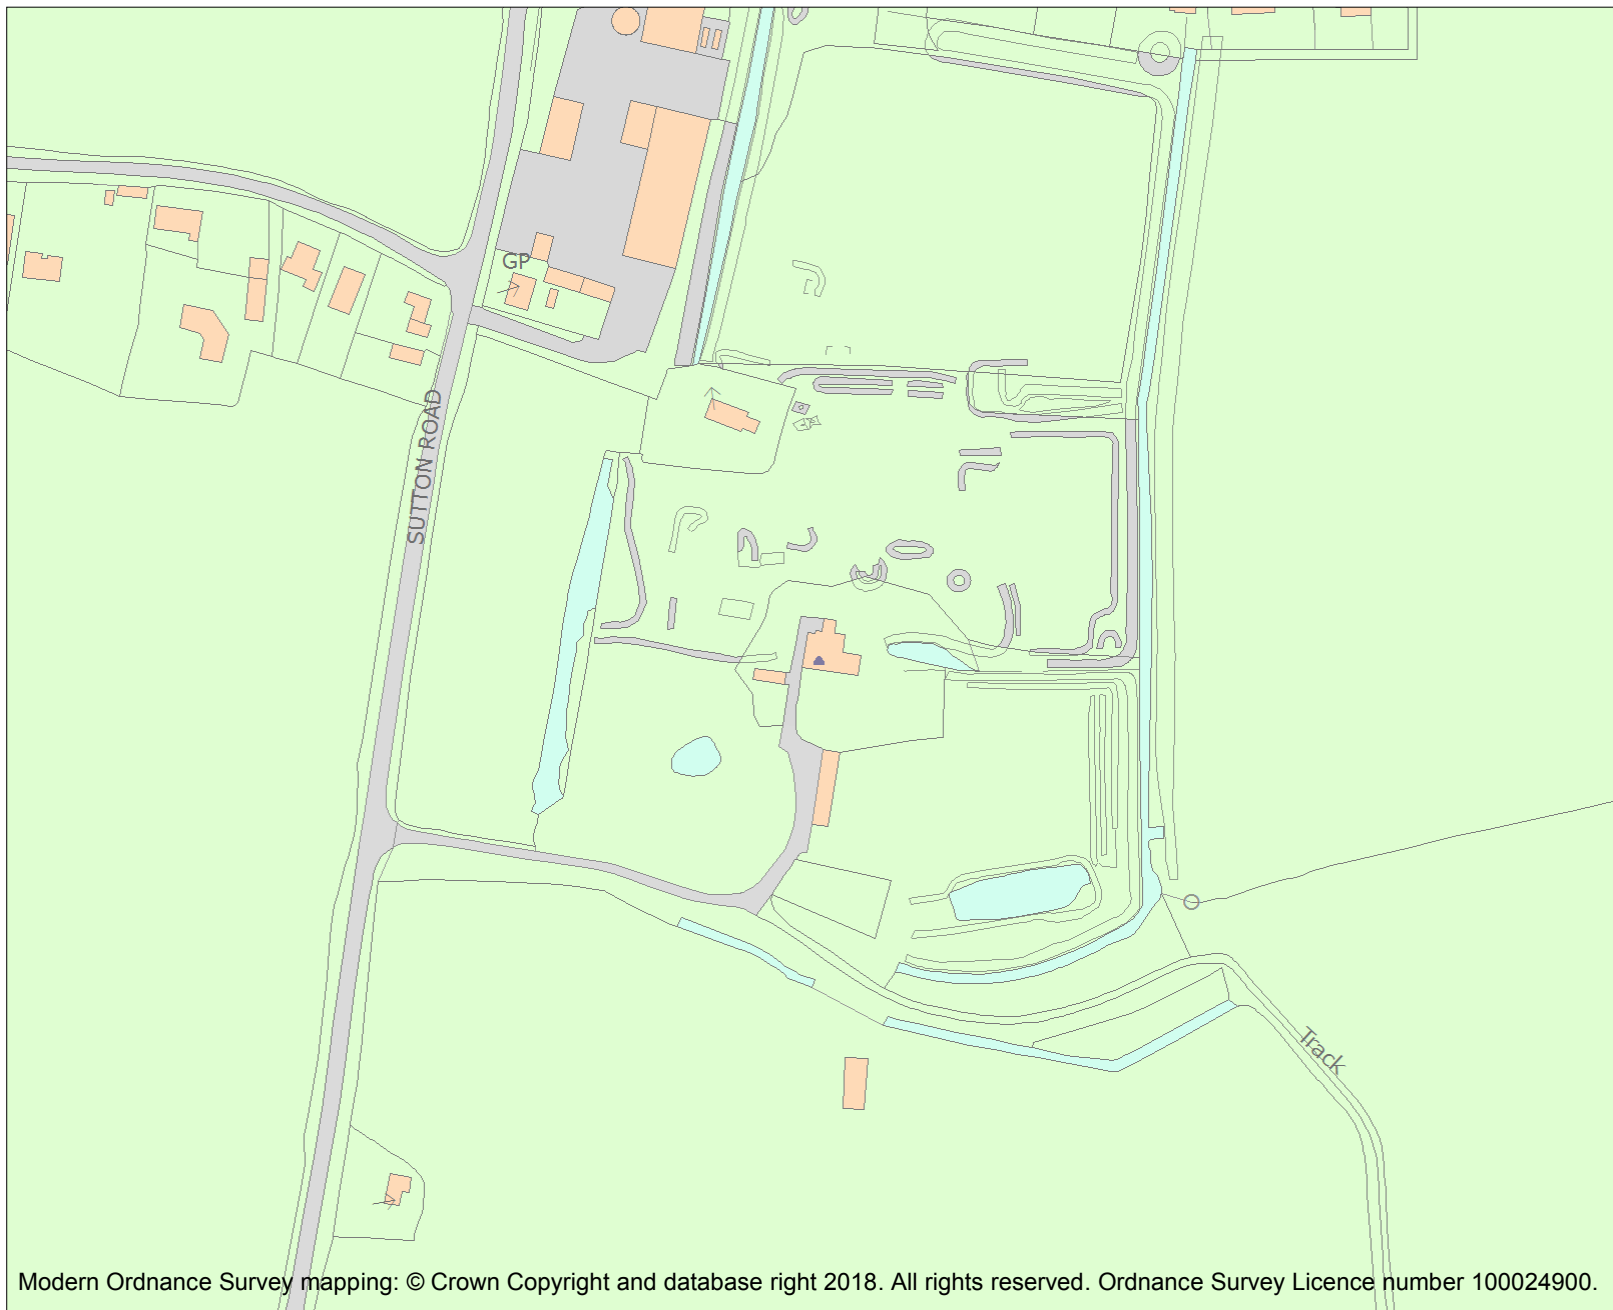 GP
SUTTON ROAD
Track
Modern Ordnance Survey mapping: © Crown Copyright and database right 2018. All rights reserved. Ordnance Survey Licence number 100024900.